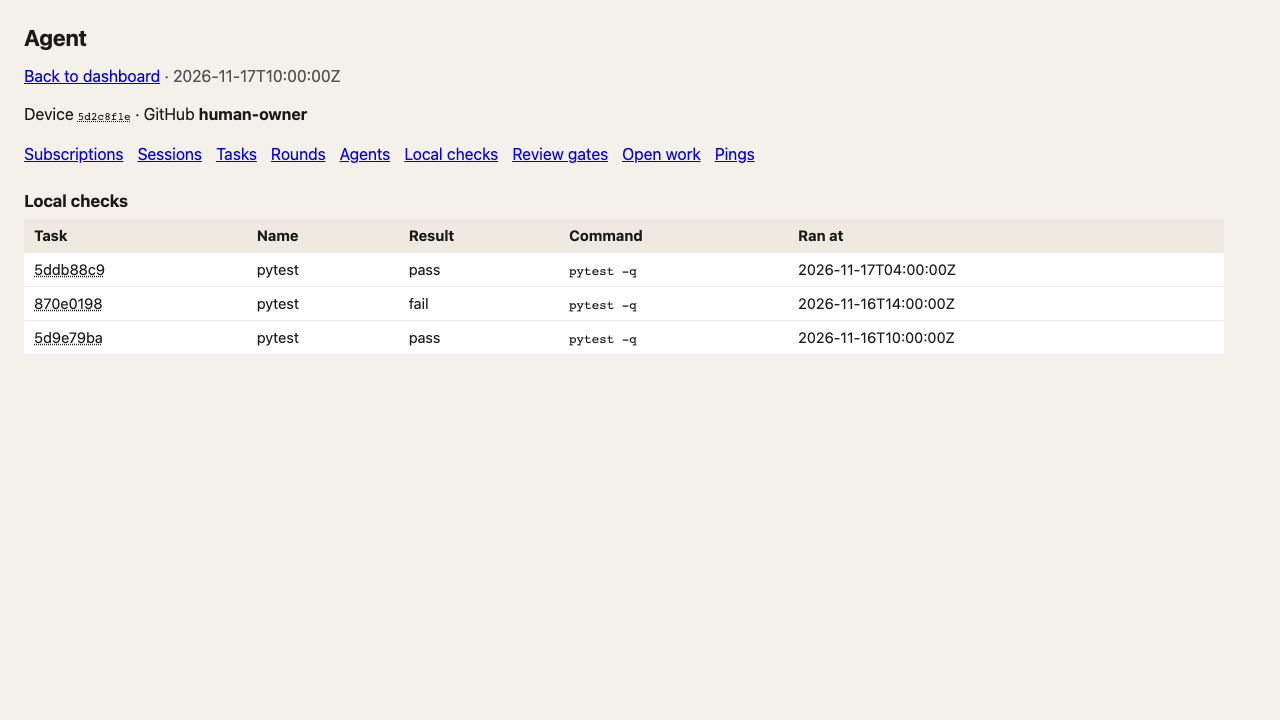 Agent
Back to dashboard · 2026-11-17T10:00:00Z
Device 5d2c8f1e · GitHub human-owner
Subscriptions Sessions Tasks Rounds Agents Local checks Review gates Open work Pings
Local checks
Task Name Result Command Ran at
5ddb88c9 pytest pass pytest -q 2026-11-17T04:00:00Z
870e0198 pytest fail pytest -q 2026-11-16T14:00:00Z
5d9e79ba pytest pass pytest -q 2026-11-16T10:00:00Z